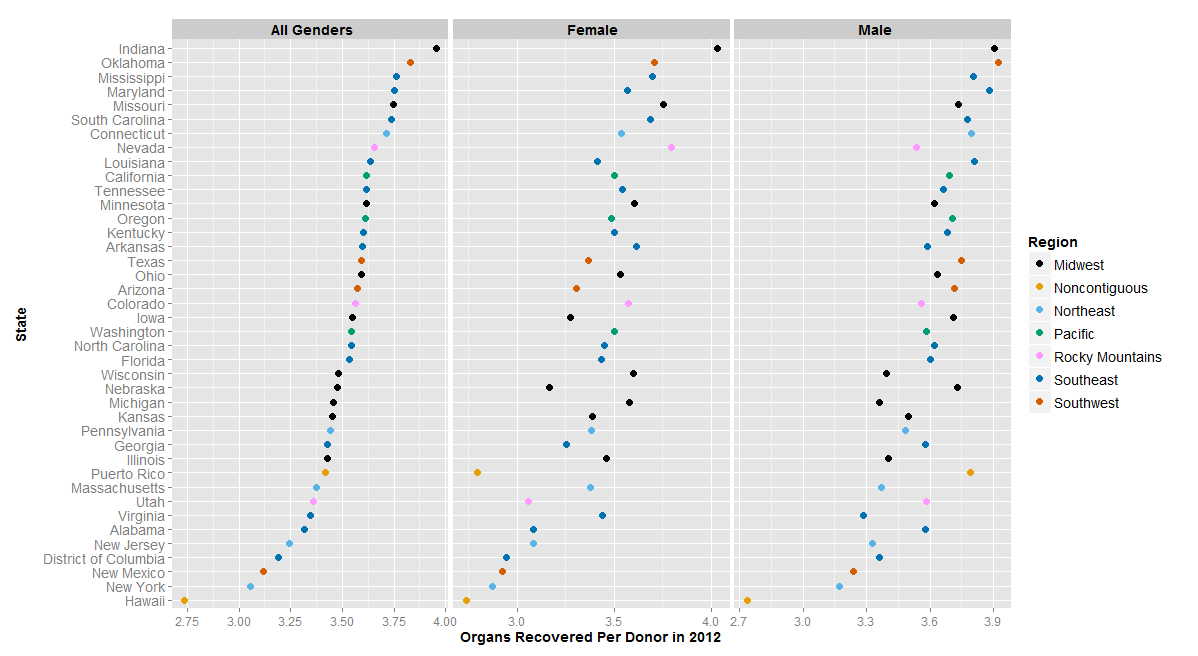 All Genders Female Male
Indiana
Oklahoma
Mississippi
Maryland
Missouri
South Carolina
Connecticut
Nevada
Louisiana
California
Tennessee
Minnesota
Oregon
Kentucky
Arkansas
Texas
Ohio
Arizona
Colorado
Iowa
Washington
North Carolina
Florida
Wisconsin
Nebraska
Michigan
Kansas
Pennsylvania
Georgia
Illinois
Puerto Rico
Massachusetts
Utah
Virginia
Alabama
New Jersey
District of Columbia
New Mexico
New York
Hawaii
State
2.75 3.00 3.25 3.50 3.75 4.00 3.0 3.5 4.0 2.7 3.0 3.3 3.6 3.9
Organs Recovered Per Donor in 2012
Region
Midwest
Noncontiguous
Northeast
Pacific
Rocky Mountains
Southeast
Southwest